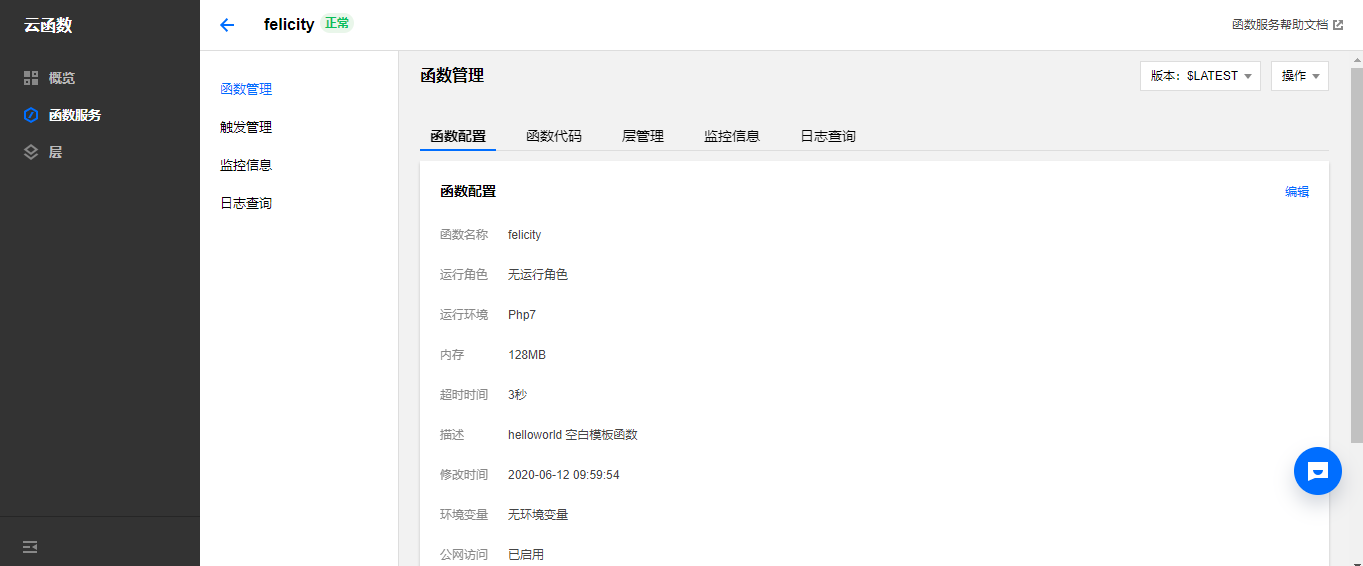 云函数
概览
函数服务
层
felicity 正常
函数服务帮助文档
函数管理
触发管理
监控信息
日志查询
函数管理
版本：$LATEST
操作
函数配置 函数代码 层管理 监控信息 日志查询
函数配置
编辑
函数名称 felicity
运行角色 无运行角色
运行环境 Php7
内存 128MB
超时时间 3秒
描述 helloworld 空白模板函数
修改时间 2020-06-12 09:59:54
环境变量 无环境变量
公网访问 已启用